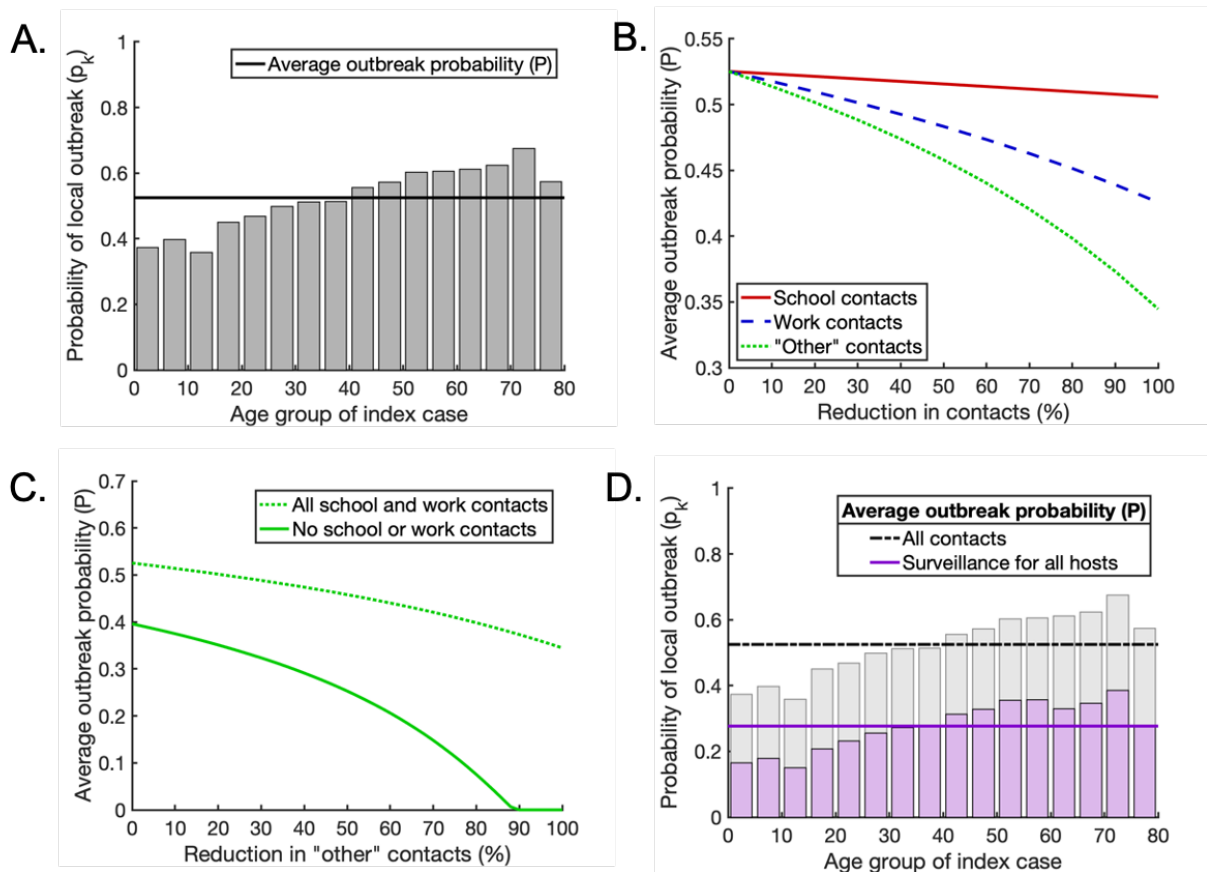 A.
Probability of local outbreak (pk)
1
0.8
0.6
0.4
0.2
0
Average outbreak probability (P)
0 10 20 30 40 50 60 70 80
Age group of index case
B.
Average outbreak probability (P)
0.55
0.5
0.45
0.4
0.35
0.3
School contacts
Work contacts
"Other" contacts
0 10 20 30 40 50 60 70 80 90 100
Reduction in contacts (%)
C.
Average outbreak probability (P)
0.7
0.6
0.5
0.4
0.3
0.2
0.1
0
All school and work contacts
No school or work contacts
0 10 20 30 40 50 60 70 80 90 100
Reduction in "other" contacts (%)
D.
Probability of local outbreak (pk)
1
0.8
0.6
0.4
0.2
0
Average outbreak probability (P)
All contacts
Surveillance for all hosts
0 10 20 30 40 50 60 70 80
Age group of index case